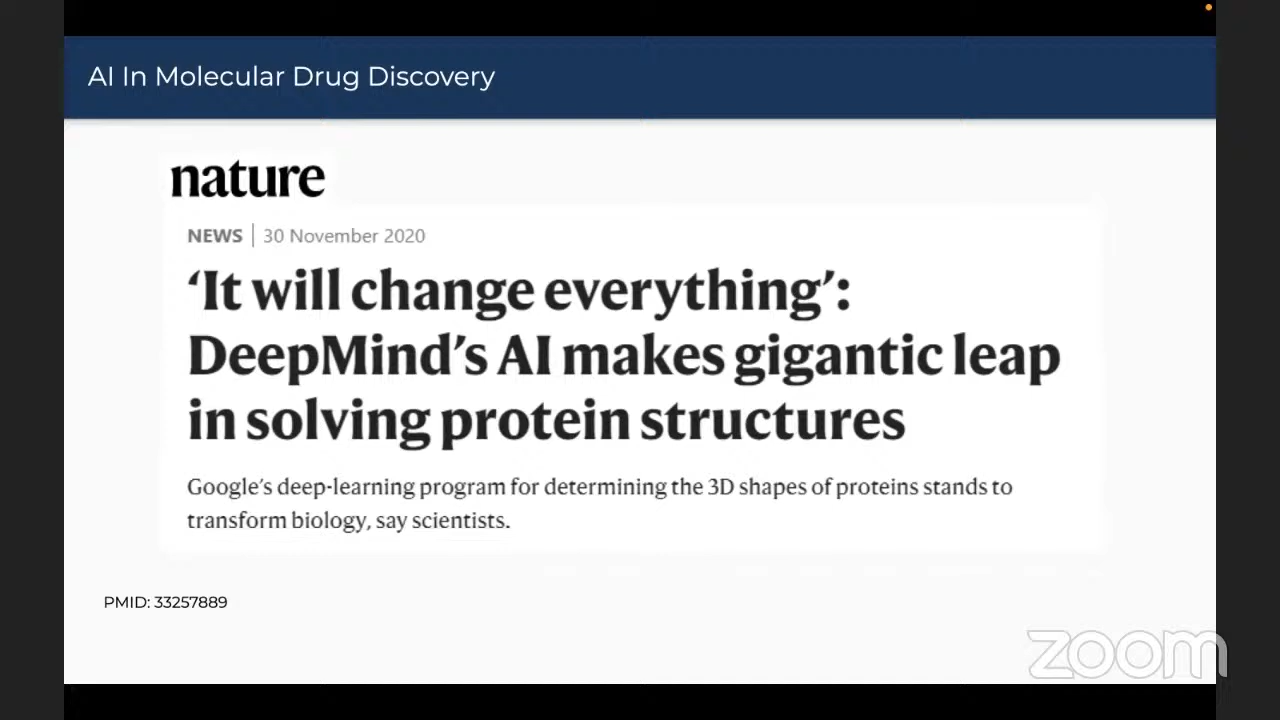 AI In Molecular Drug Discovery
nature
NEWS | 30 November 2020
‘It will change everything’:
DeepMind’s AI makes gigantic leap
in solving protein structures
Google’s deep-learning program for determining the 3D shapes of proteins stands to
transform biology, say scientists.
PMID: 33257889
zoom